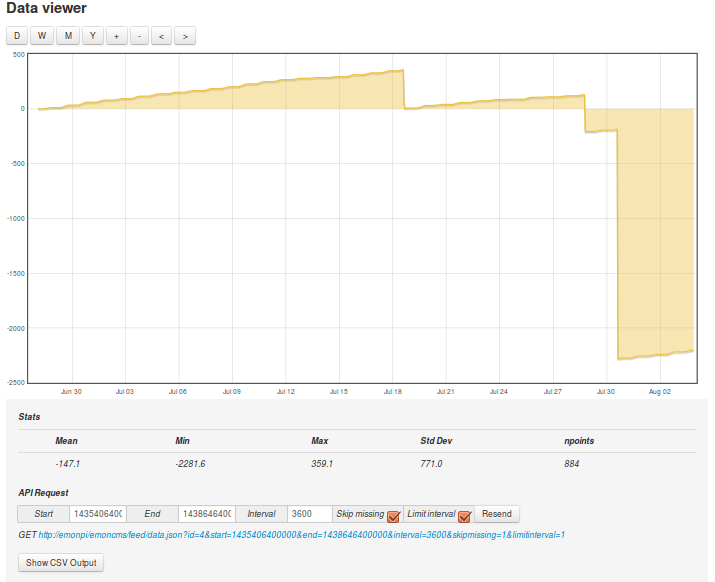 Data viewer
D W M Y + - < >
500
0
-500
-1000
-1500
-2000
-2500
Jun 30 Jul 03 Jul 06 Jul 09 Jul 12 Jul 15 Jul 18 Jul 21 Jul 24 Jul 27 Jul 30 Aug 02
Stats
Mean Min Max Std Dev npoints
-147.1 -2281.6 359.1 771.0 884
API Request
Start 1435406400 End 1438646400 Interval 3600 Skip missing Limit interval Resend
GET http://emonpi/emoncms/feed/data.json?id=4&start=1435406400000&end=1438646400000&interval=3600&skipmissing=1&limitinterval=1
Show CSV Output